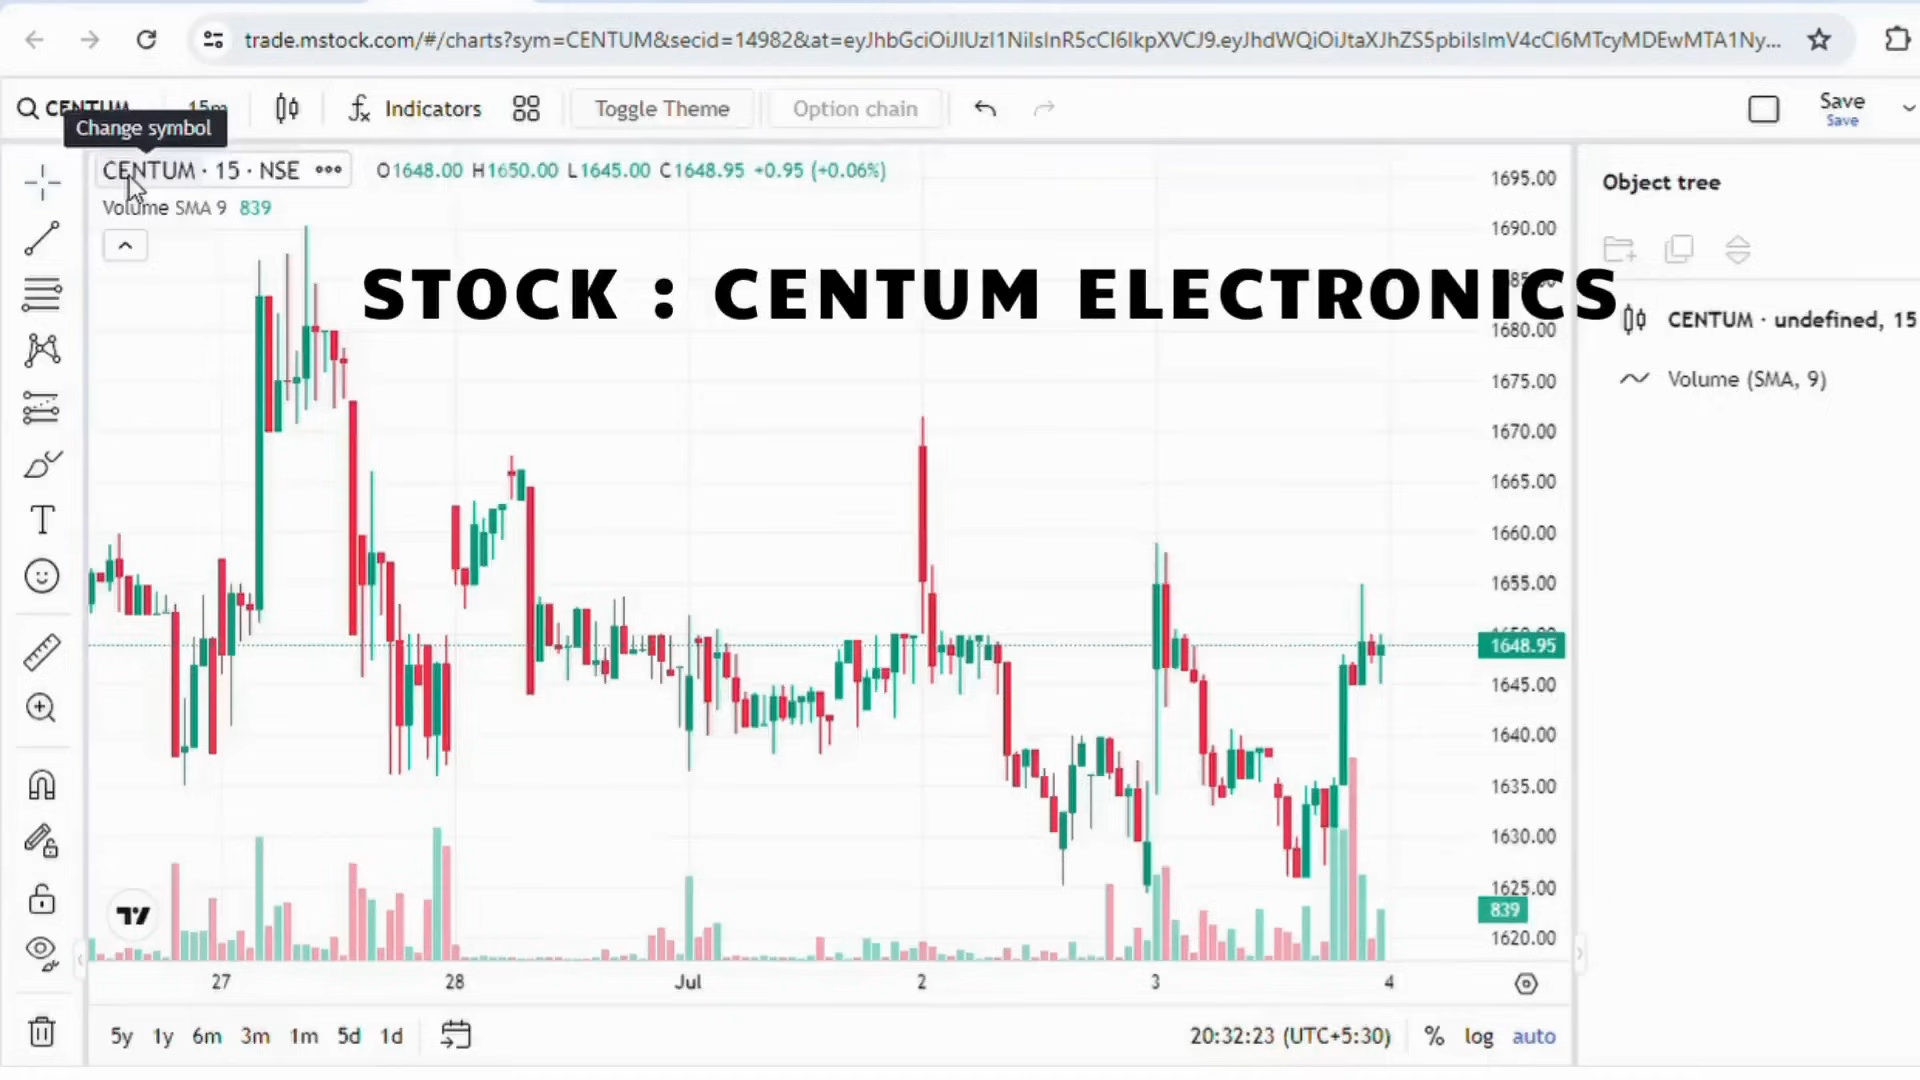 trade.mstock.com/#/charts?sym=CENTUM&secid=14982&at=eyJhbGciOiJIUzI1NiIsInR5cCI6IkpXVCJ9.eyJhdWQiOiJtaXJhZS5pbiIsImV4cCI6MTcyMDEwMTA1Ny...
CENTUM 15m Indicators Toggle Theme Option chain Save
Save
Change symbol
CENTUM · 15 · NSE O1648.00 H1650.00 L1645.00 C1648.95 +0.95 (+0.06%)
Volume SMA 9 839
STOCK : CENTUM ELECTRONICS
1695.00
1690.00
1680.00
1675.00
1670.00
1665.00
1660.00
1655.00
1648.95
1645.00
1640.00
1635.00
1630.00
1625.00
839
1620.00
Object tree
CENTUM · undefined, 15
Volume (SMA, 9)
27 28 Jul 2 3 4
5y 1y 6m 3m 1m 5d 1d 20:32:23 (UTC+5:30) % log auto